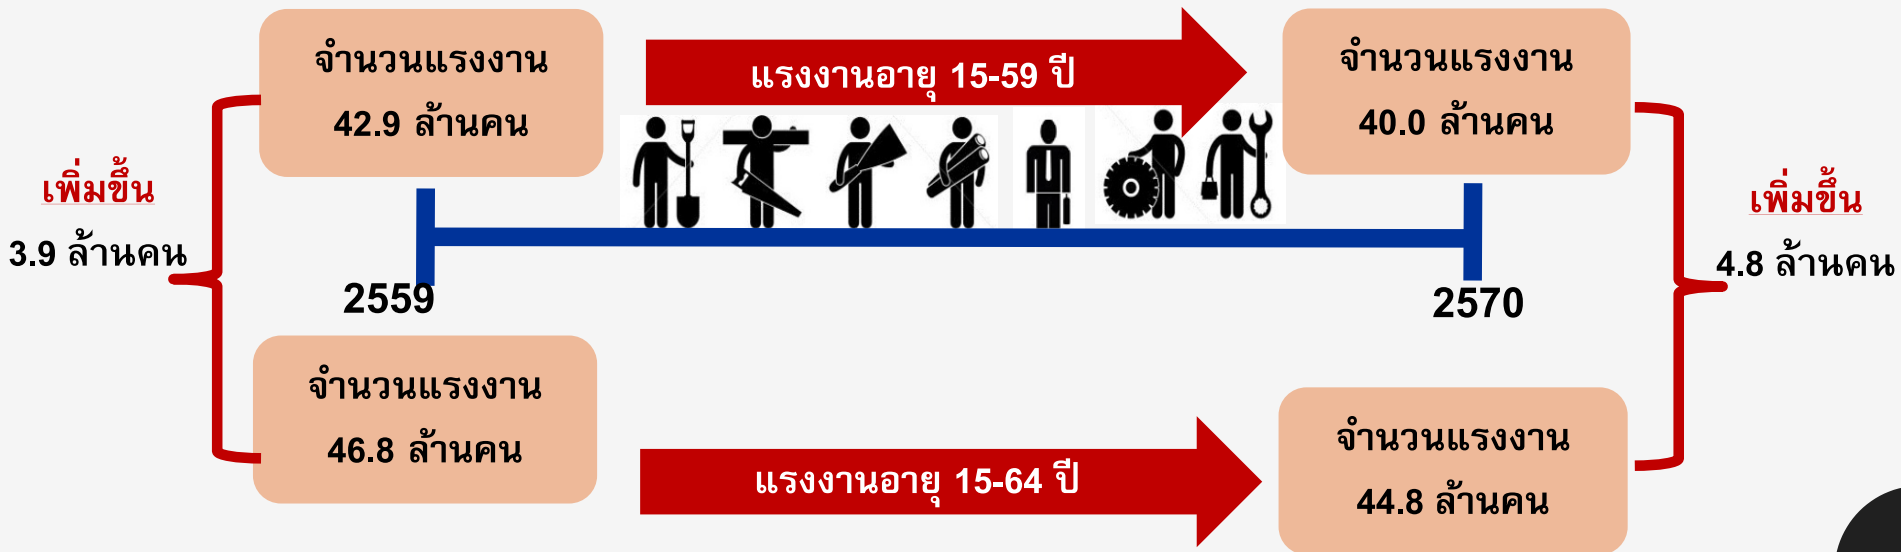 จำนวนแรงงาน
42.9 ล้านคน
แรงงานอายุ 15-59 ปี
จำนวนแรงงาน
40.0 ล้านคน
เพิ่มขึ้น
3.9 ล้านคน
เพิ่มขึ้น
4.8 ล้านคน
2559
2570
จำนวนแรงงาน
46.8 ล้านคน
แรงงานอายุ 15-64 ปี
จำนวนแรงงาน
44.8 ล้านคน